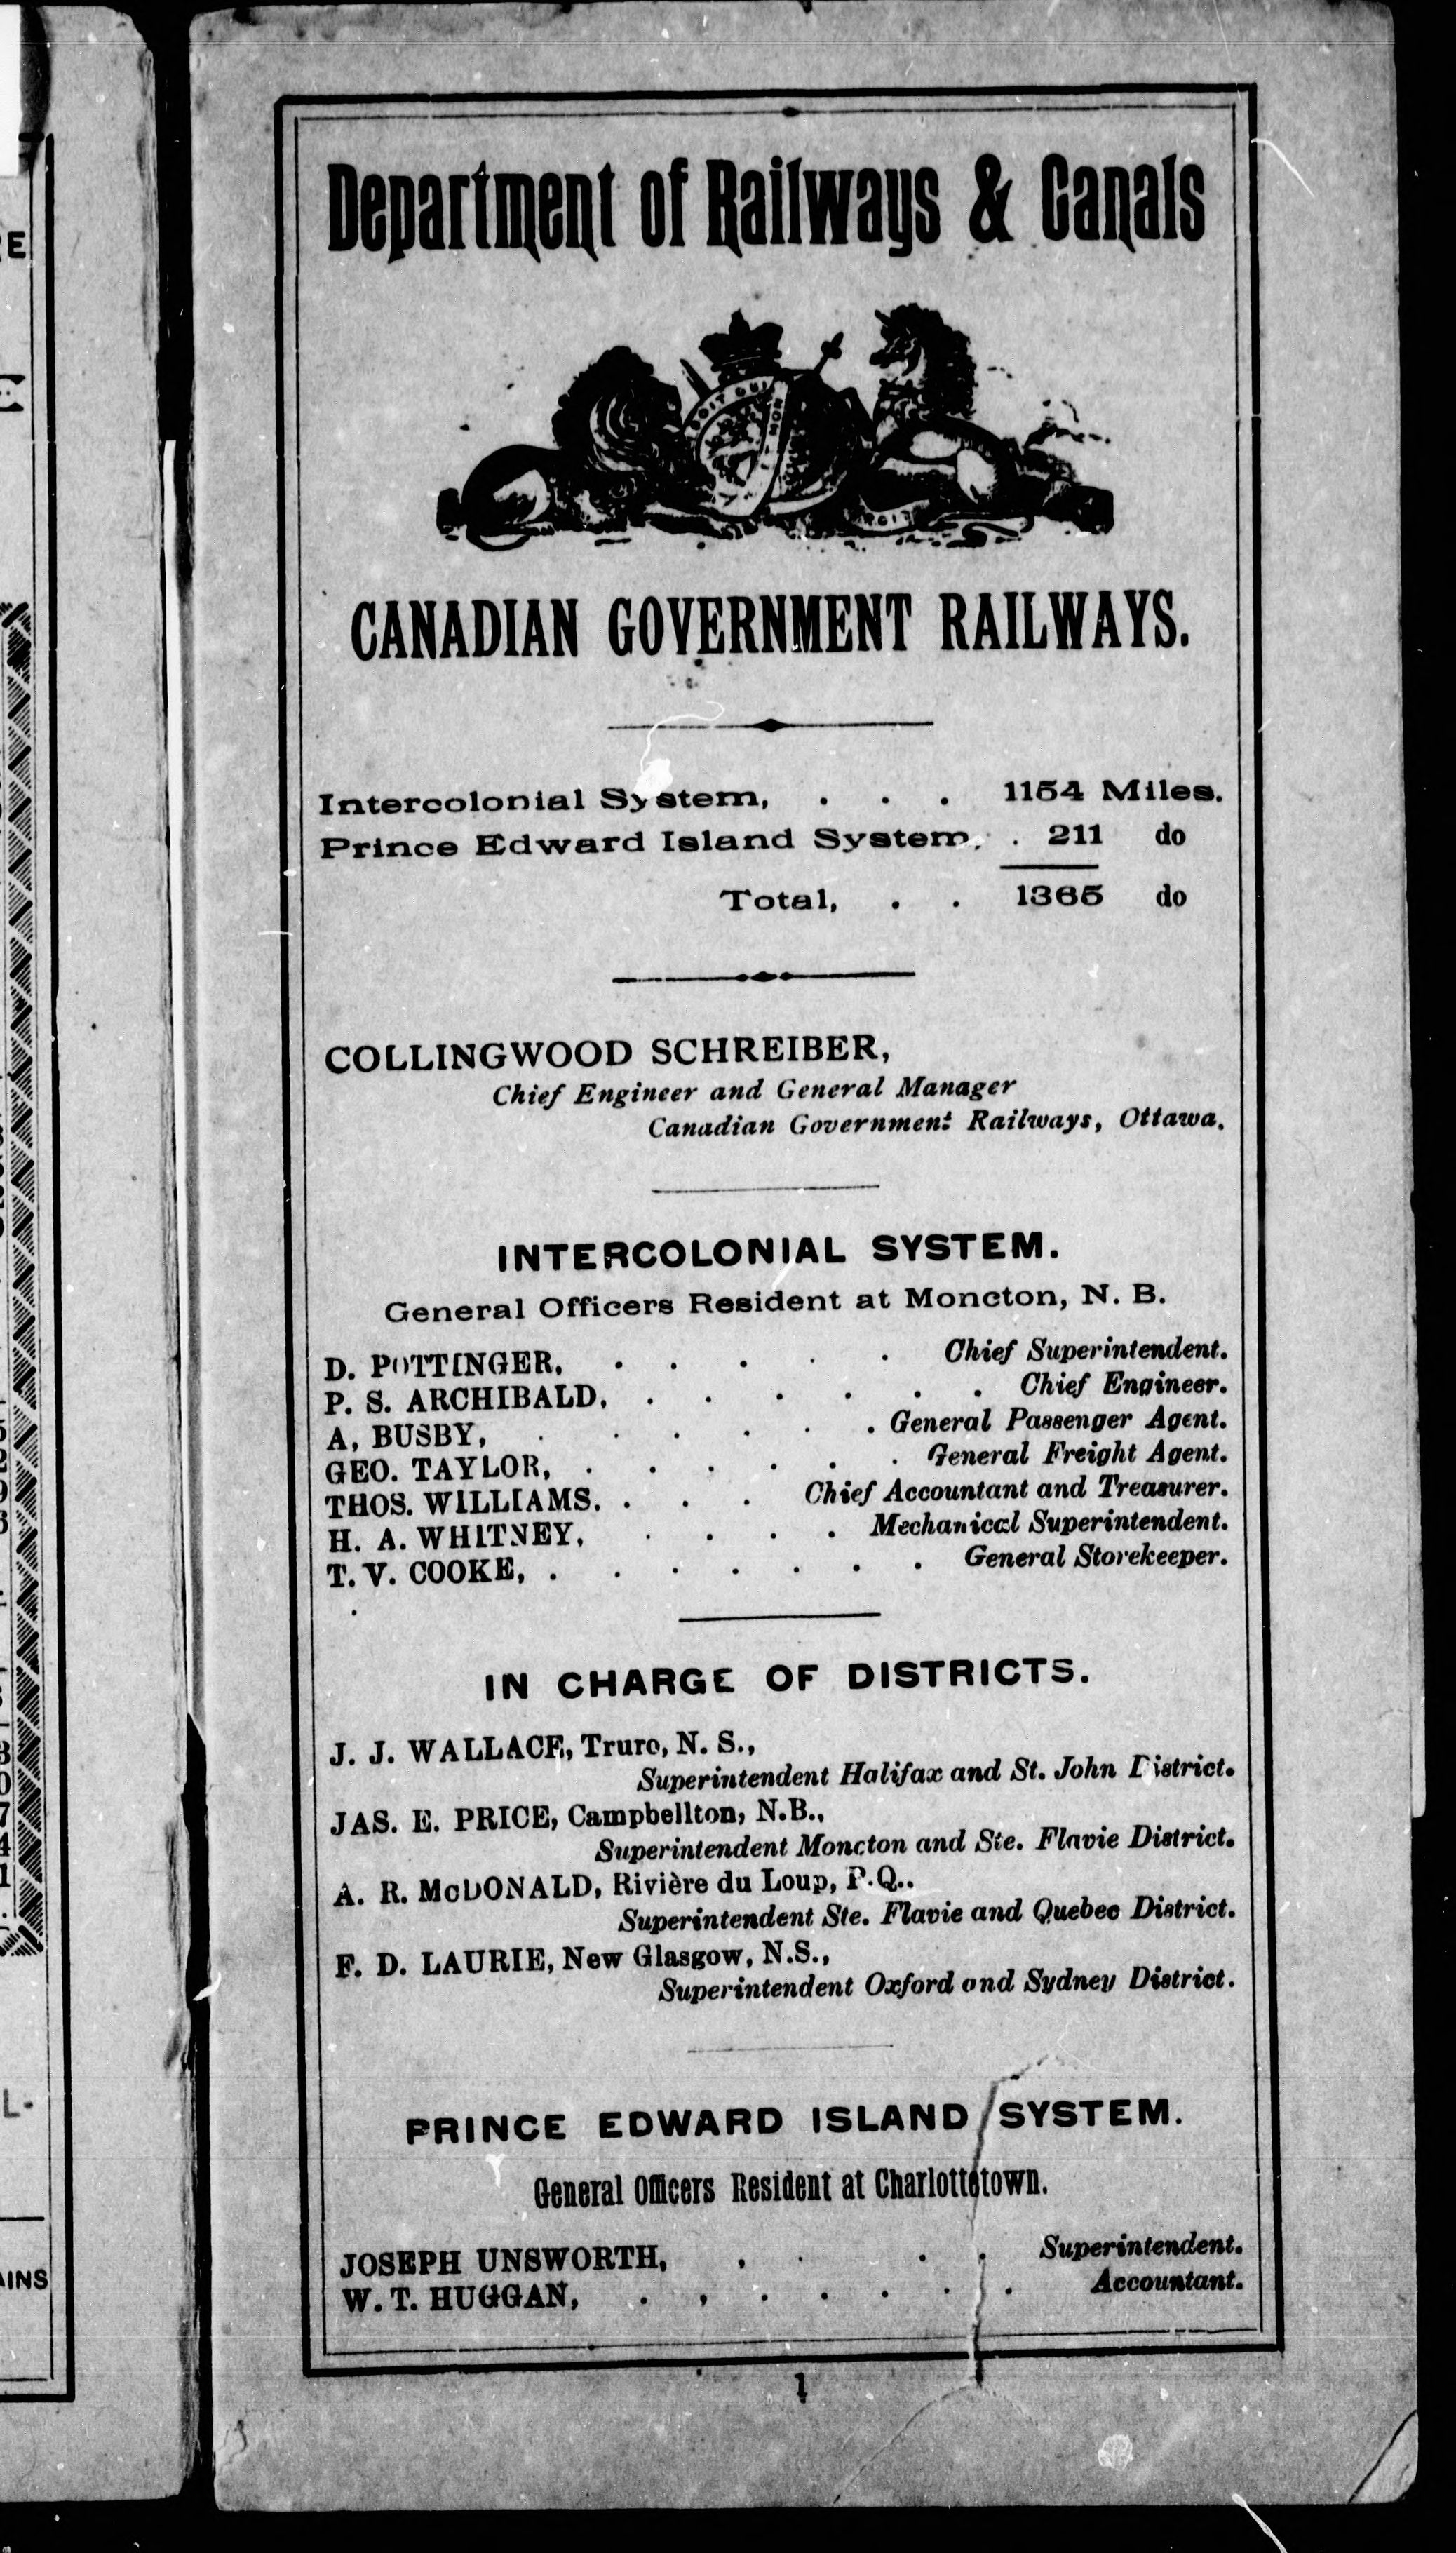 Department of Railways & Canals
SOIT QUI
CANADIAN GOVERNMENT RAILWAYS.
Intercolonial System, . . . 1154 Miles.
Prince Edward Island System, . 211 do
Total, . . 1365 do
COLLINGWOOD SCHREIBER,
Chief Engineer and General Manager
Canadian Government Railways, Ottawa.
INTERCOLONIAL SYSTEM.
General Officers Resident at Moncton, N. B.
D. POTTINGER, . . . . . Chief Superintendent.
P. S. ARCHIBALD, . . . . . . Chief Engineer.
A, BUSBY, . . . . . . General Passenger Agent.
GEO. TAYLOR, . . . . . . General Freight Agent.
THOS. WILLIAMS, . . . Chief Accountant and Treasurer.
H. A. WHITNEY, . . . . Mechanical Superintendent.
T. V. COOKE, . . . . . . . General Storekeeper.
IN CHARGE OF DISTRICTS.
J. J. WALLACE, Truro, N. S.,
Superintendent Halifax and St. John District.
JAS. E. PRICE, Campbellton, N.B.,
Superintendent Moncton and Ste. Flavie District.
A. R. McDONALD, Rivière du Loup, P.Q..
Superintendent Ste. Flavie and Quebec District.
F. D. LAURIE, New Glasgow, N.S.,
Superintendent Oxford and Sydney District.
PRINCE EDWARD ISLAND SYSTEM.
General Officers Resident at Charlottetown.
JOSEPH UNSWORTH, . . . . Superintendent.
W. T. HUGGAN, . . . . . . . Accountant.
1